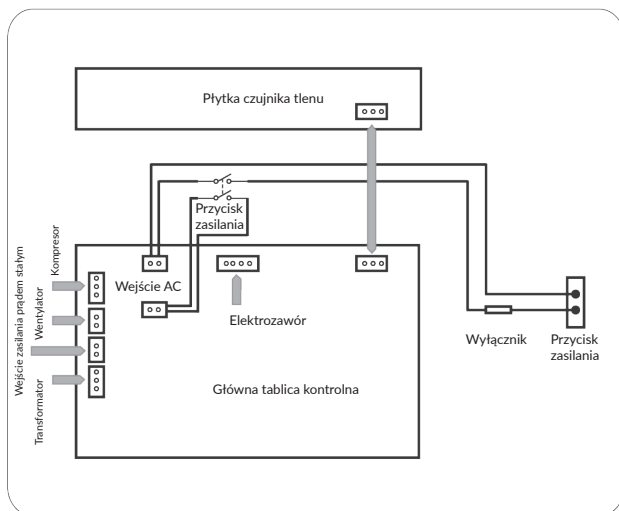 Płytka czujnika tlenu
Przycisk
zasilania
Wejście AC
Elektrozawór
Główna tablica kontrolna
Wyłącznik
Przycisk
zasilania
Kompresor
Wentylator
Wejście zasilania prądem stałym
Transformator